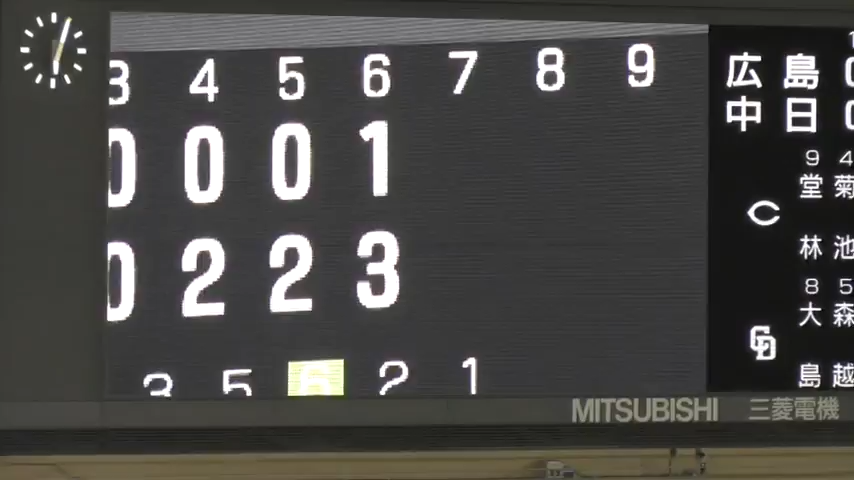 3 4 5 6 7 8 9
0 0 0 1
0 2 2 3
3 5 6 2 1
広島
中日
9 4
堂 菊
C
林 池
8 5
大 森
CD
島 越
MITSUBISHI 三菱電機